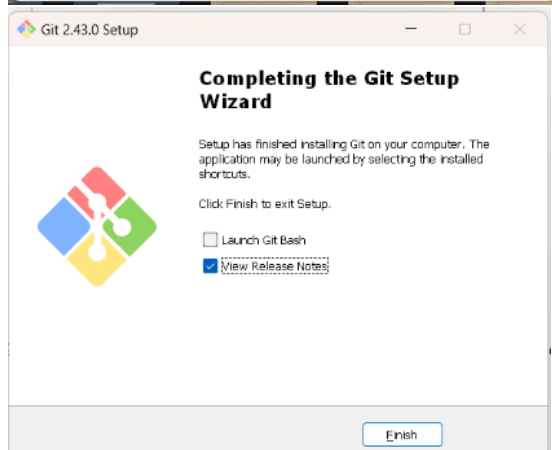 Git 2.43.0 Setup
Completing the Git Setup
Wizard
Setup has finished installing Git on your computer. The
application may be launched by selecting the installed
shortcuts.
Click Finish to exit Setup.
Launch Git Bash
View Release Notes
Finish